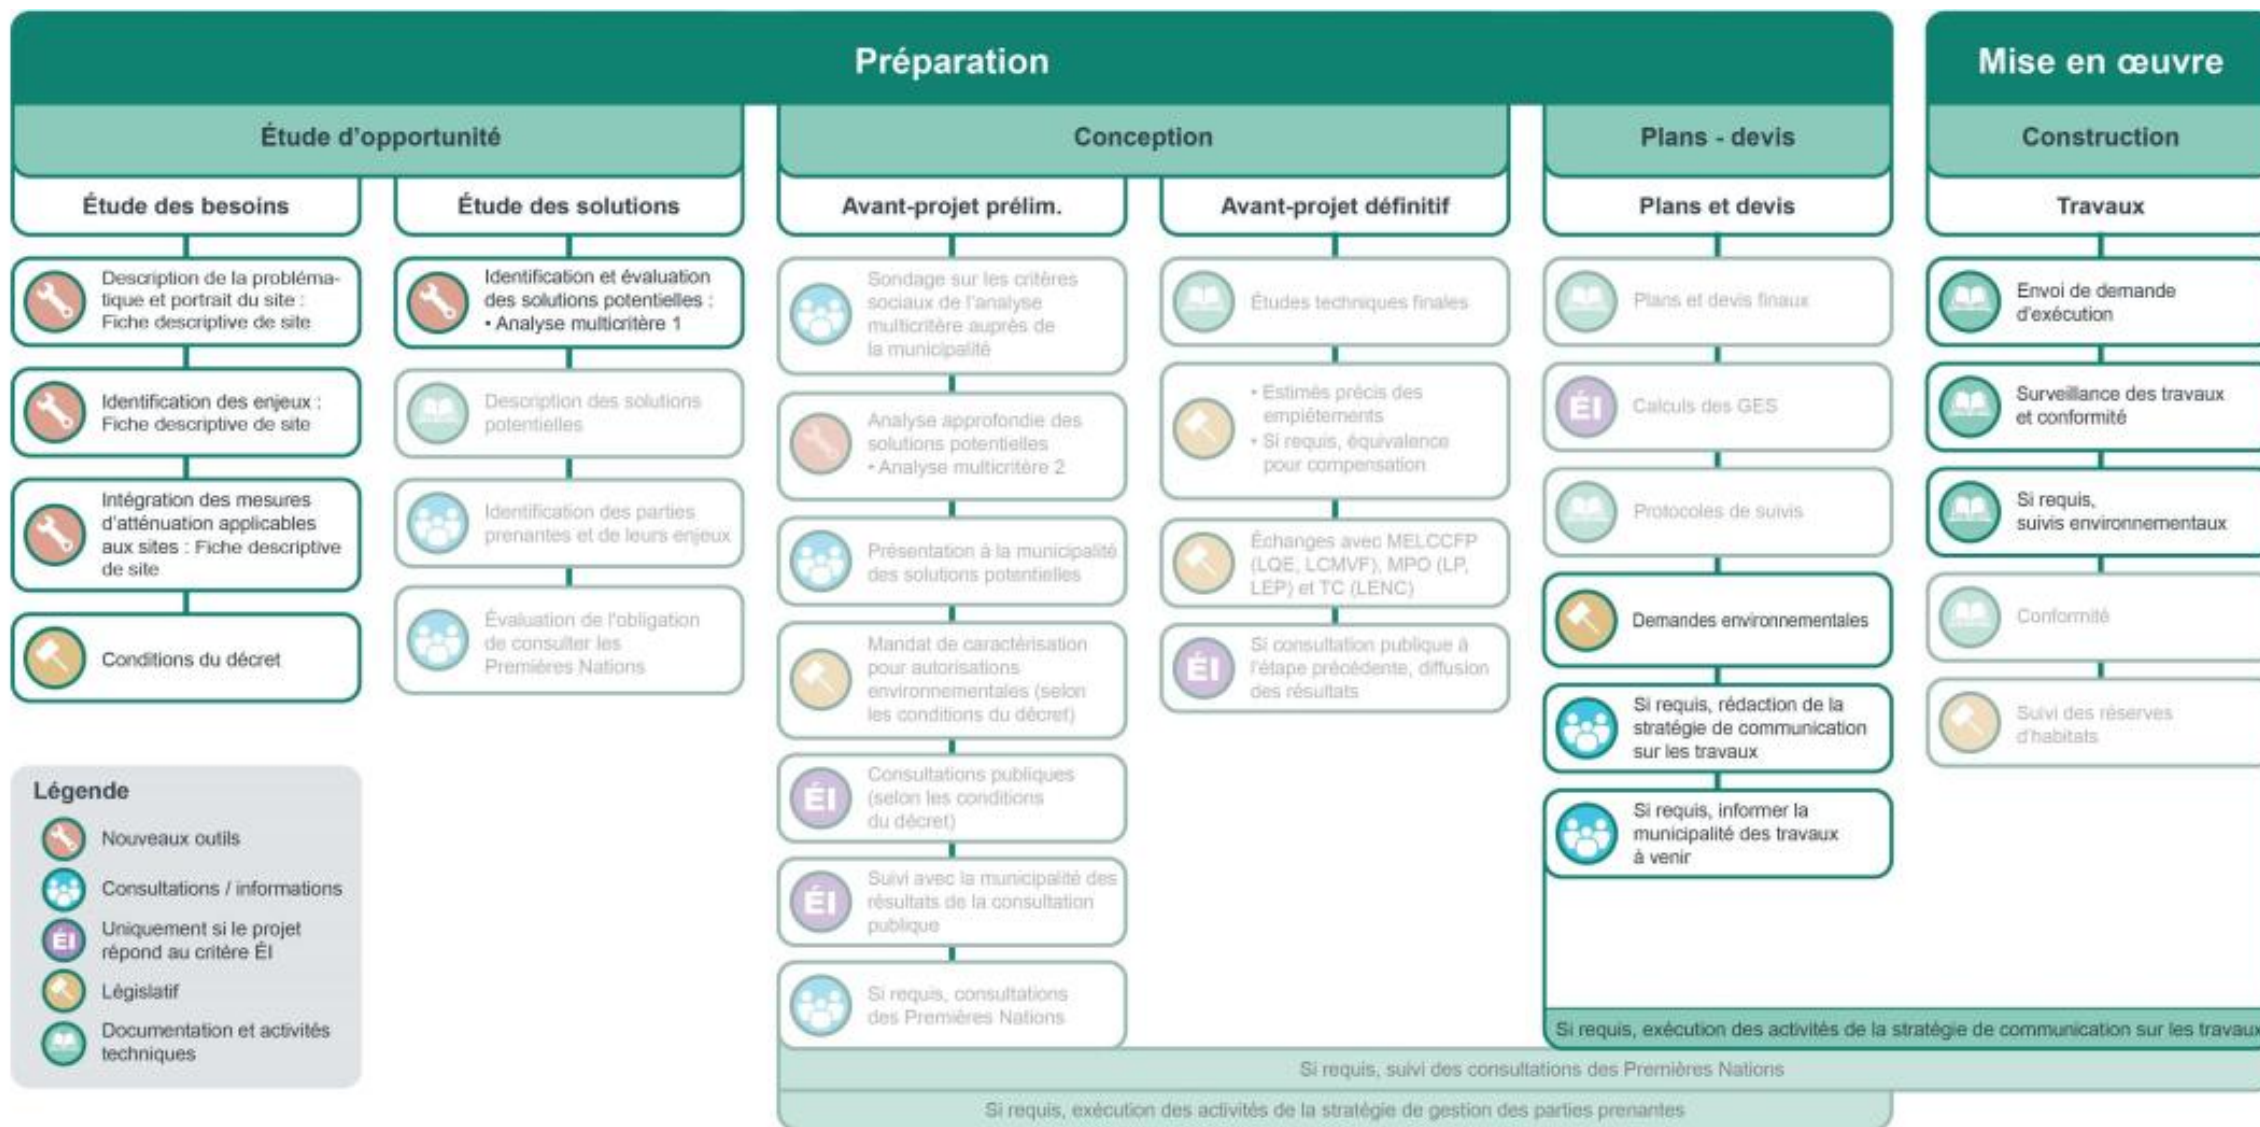 Préparation
Mise en œuvre
Étude d'opportunité
Conception
Plans - devis
Construction
Étude des besoins
Étude des solutions
Avant-projet prélim.
Avant-projet définitif
Plans et devis
Travaux
Description de la probléma-
tique et portrait du site :
Fiche descriptive de site
Identification des enjeux :
Fiche descriptive de site
Intégration des mesures
d'atténuation applicables
aux sites : Fiche descriptive
de site
Conditions du décret
Identification et évaluation
des solutions potentielles :
• Analyse multicritère 1
Description des solutions
potentielles
Identification des parties
prenantes et de leurs enjeux
Évaluation de l'obligation
de consulter les
Premières Nations
Sondage sur les critères
sociaux de l'analyse
multicritère auprès de
la municipalité
Analyse approfondie des
solutions potentielles
• Analyse multicritère 2
Présentation à la municipalité
des solutions potentielles
Mandat de caractérisation
pour autorisations
environnementales (selon
les conditions du décret)
ÉI
Consultations publiques
(selon les conditions
du décret)
ÉI
Suivi avec la municipalité des
résultats de la consultation
publique
Si requis, consultations
des Premières Nations
Études techniques finales
• Estimés précis des
empiétements
• Si requis, équivalence
pour compensation
Échanges avec MELCCFP
(LQE, LCMVF), MPO (LP,
LEP) et TC (LENC)
ÉI
Si consultation publique à
l'étape précédente, diffusion
des résultats
Plans et devis finaux
ÉI
Calculs des GES
Protocoles de suivis
Demandes environnementales
Si requis, rédaction de la
stratégie de communication
sur les travaux
Si requis, informer la
municipalité des travaux
à venir
Envoi de demande
d'exécution
Surveillance des travaux
et conformité
Si requis,
suivis environnementaux
Conformité
Suivi des réserves
d'habitats
Si requis, exécution des activités de la stratégie de communication sur les travaux
Si requis, suivi des consultations des Premières Nations
Si requis, exécution des activités de la stratégie de gestion des parties prenantes
Légende
Nouveaux outils
Consultations / informations
ÉI
Uniquement si le projet
répond au critère ÉI
Législatif
Documentation et activités
techniques